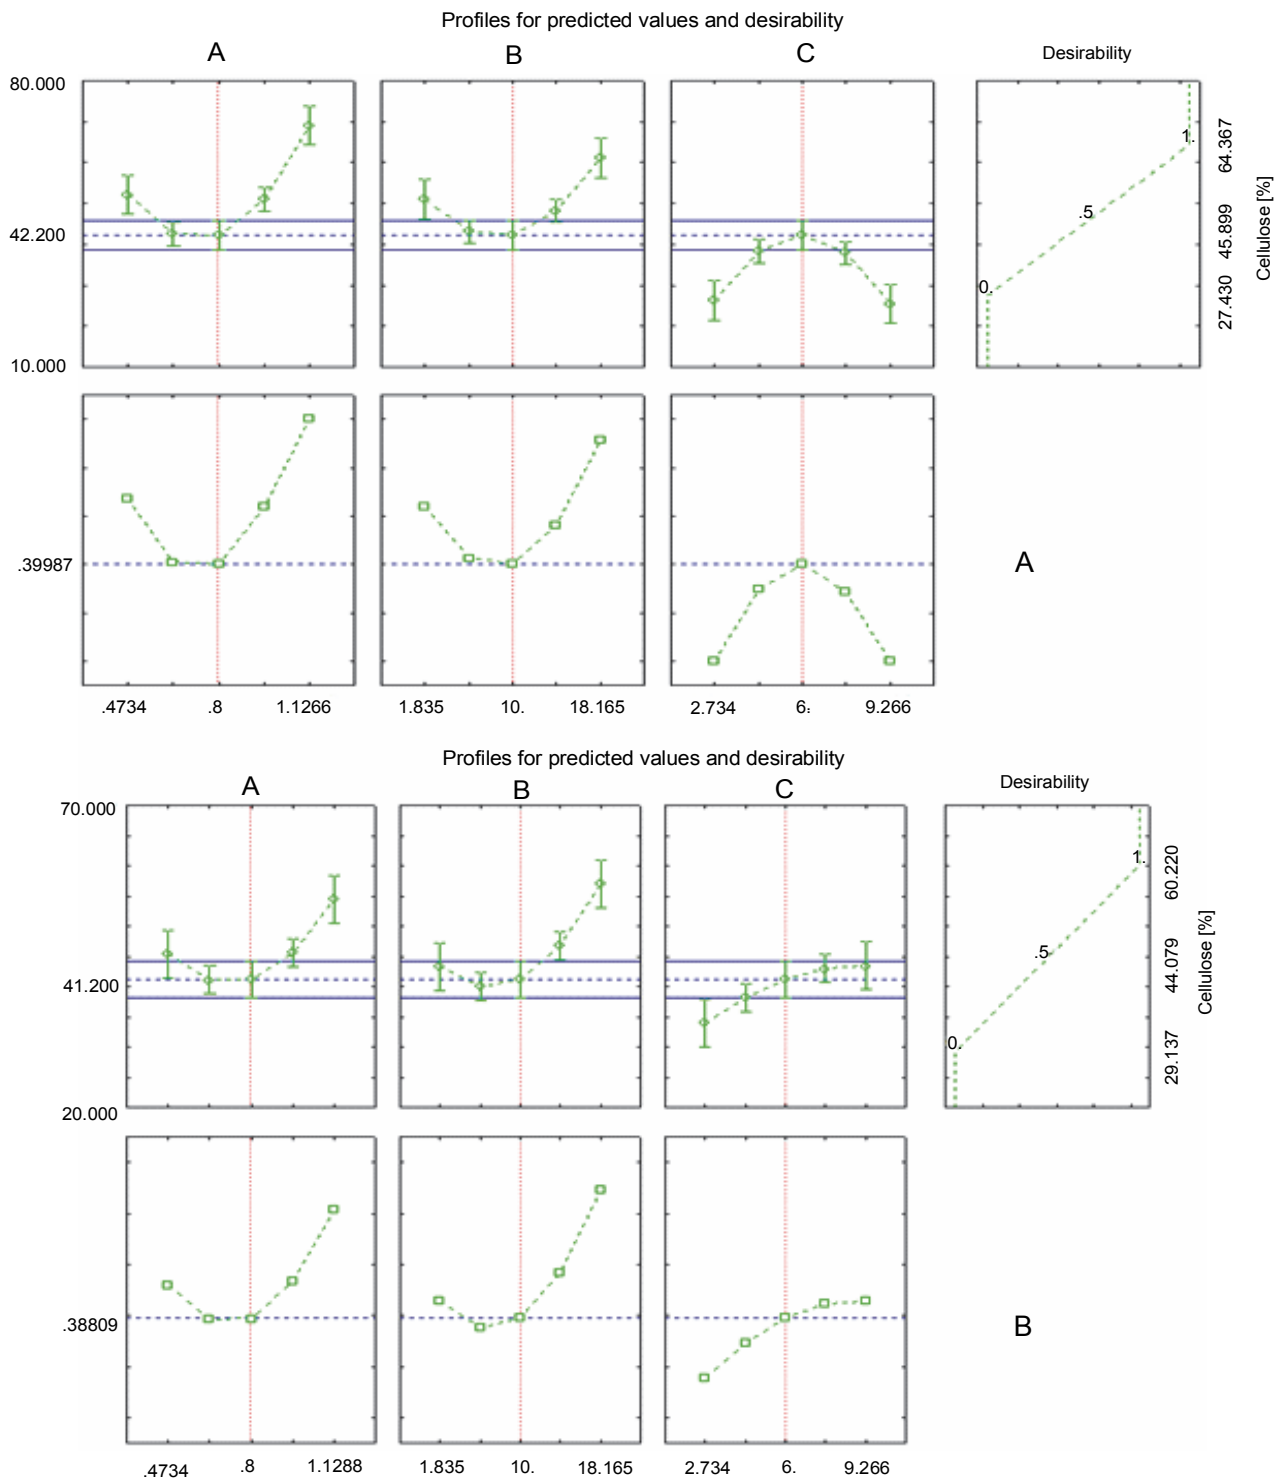 Profiles for predicted values and desirability
A B C Desirability
80.000
42.200
10.000
1.
.5
0.
64.367
45.899
27.430
Cellulose [%]
.39987
A
.4734 .8 1.1266 1.835 10. 18.165 2.734 6. 9.266
Profiles for predicted values and desirability
A B C Desirability
70.000
41.200
20.000
1.
.5
0.
60.220
44.079
29.137
Cellulose [%]
.38809
B
.4734 .8 1.1288 1.835 10. 18.165 2.734 6. 9.266